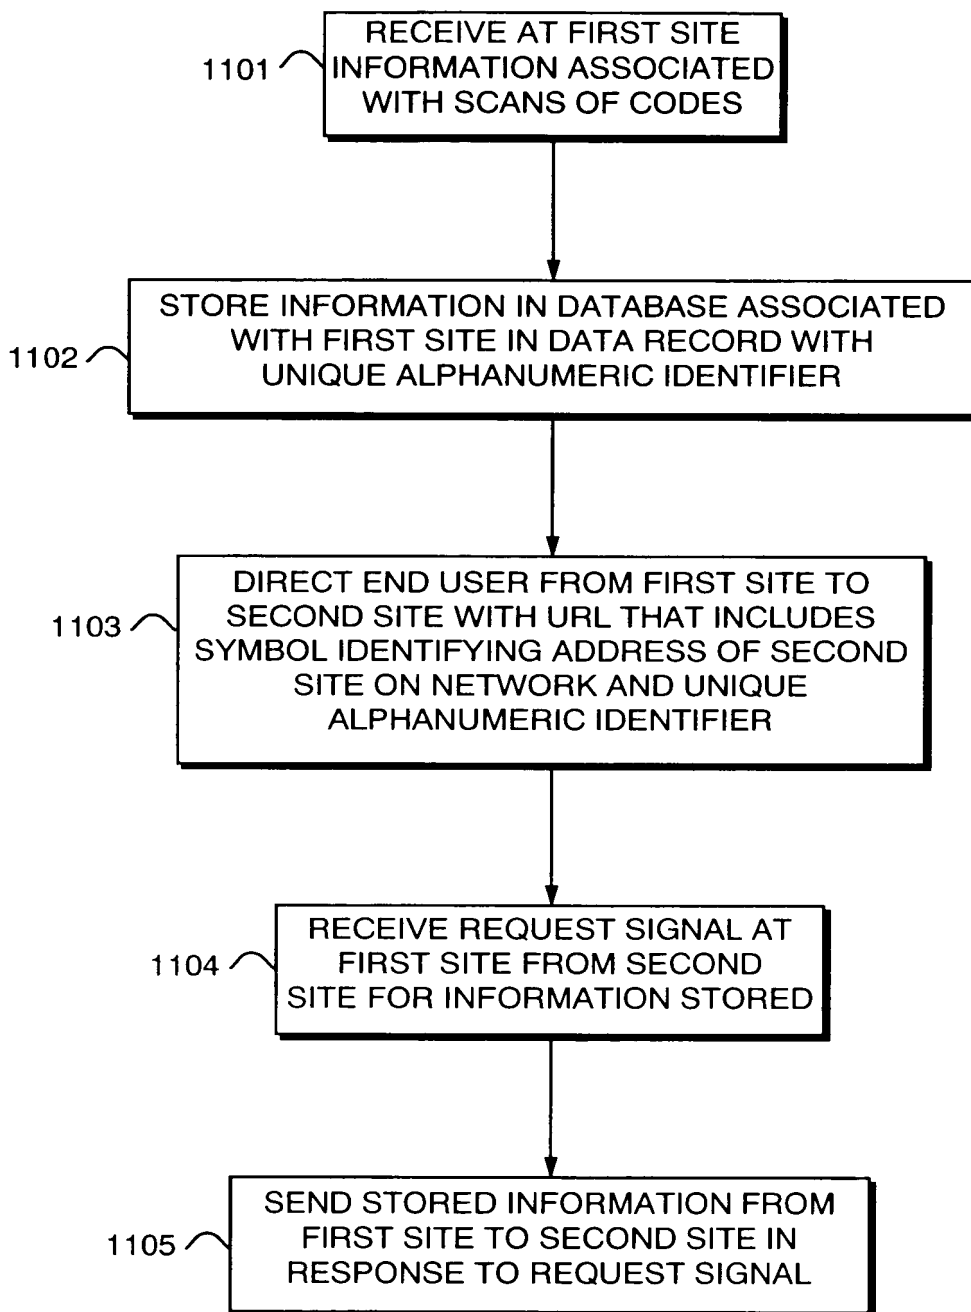 RECEIVE AT FIRST SITE
INFORMATION ASSOCIATED
WITH SCANS OF CODES
1101
STORE INFORMATION IN DATABASE ASSOCIATED
WITH FIRST SITE IN DATA RECORD WITH
UNIQUE ALPHANUMERIC IDENTIFIER
1102
DIRECT END USER FROM FIRST SITE TO
SECOND SITE WITH URL THAT INCLUDES
SYMBOL IDENTIFYING ADDRESS OF SECOND
SITE ON NETWORK AND UNIQUE
ALPHANUMERIC IDENTIFIER
1103
RECEIVE REQUEST SIGNAL AT
FIRST SITE FROM SECOND
SITE FOR INFORMATION STORED
1104
SEND STORED INFORMATION FROM
FIRST SITE TO SECOND SITE IN
RESPONSE TO REQUEST SIGNAL
1105